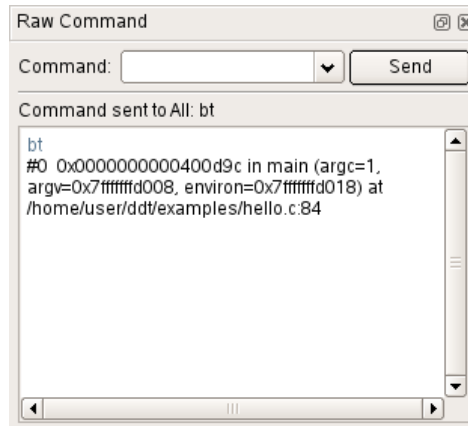 Raw Command
Command:
Send
Command sent to All: bt
bt
#0 0x0000000000400d9c in main (argc=1,
argv=0x7fffffffd008, environ=0x7fffffffd018) at
/home/user/ddt/examples/hello.c:84